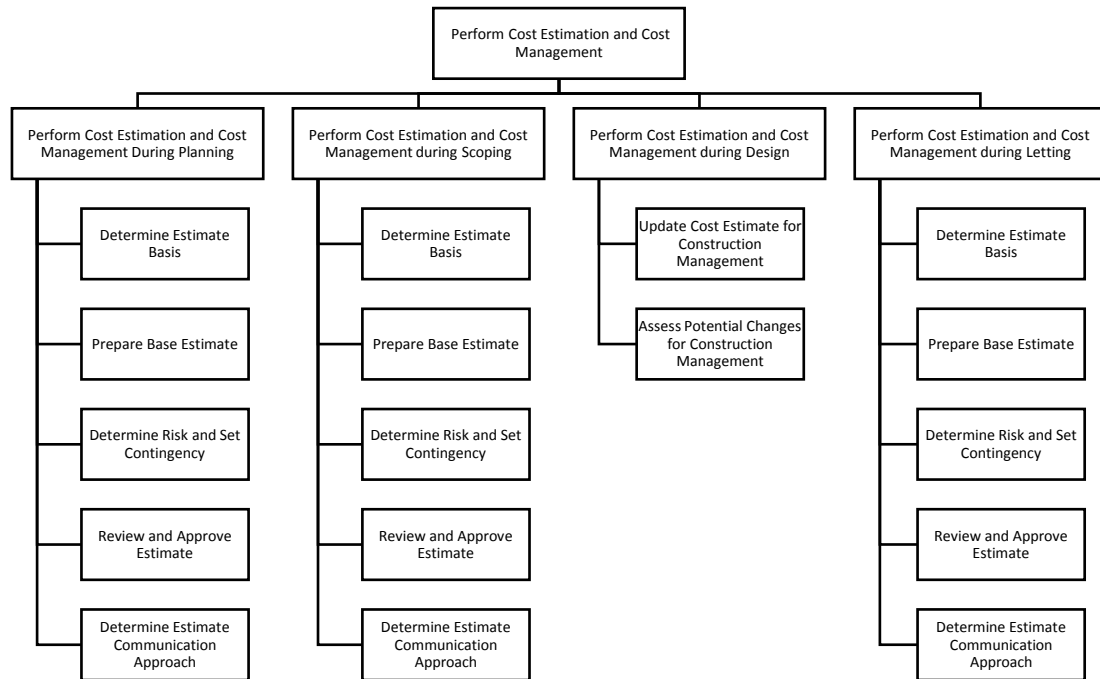 Perform Cost Estimation and Cost
Management
Perform Cost Estimation and Cost
Management During Planning
Perform Cost Estimation and Cost
Management during Scoping
Perform Cost Estimation and Cost
Management during Design
Perform Cost Estimation and Cost
Management during Letting
Determine Estimate
Basis
Prepare Base Estimate
Determine Risk and Set
Contingency
Review and Approve
Estimate
Determine Estimate
Communication
Approach
Determine Estimate
Basis
Prepare Base Estimate
Determine Risk and Set
Contingency
Review and Approve
Estimate
Determine Estimate
Communication
Approach
Update Cost Estimate for
Construction
Management
Assess Potential Changes
for Construction
Management
Determine Estimate
Basis
Prepare Base Estimate
Determine Risk and Set
Contingency
Review and Approve
Estimate
Determine Estimate
Communication
Approach